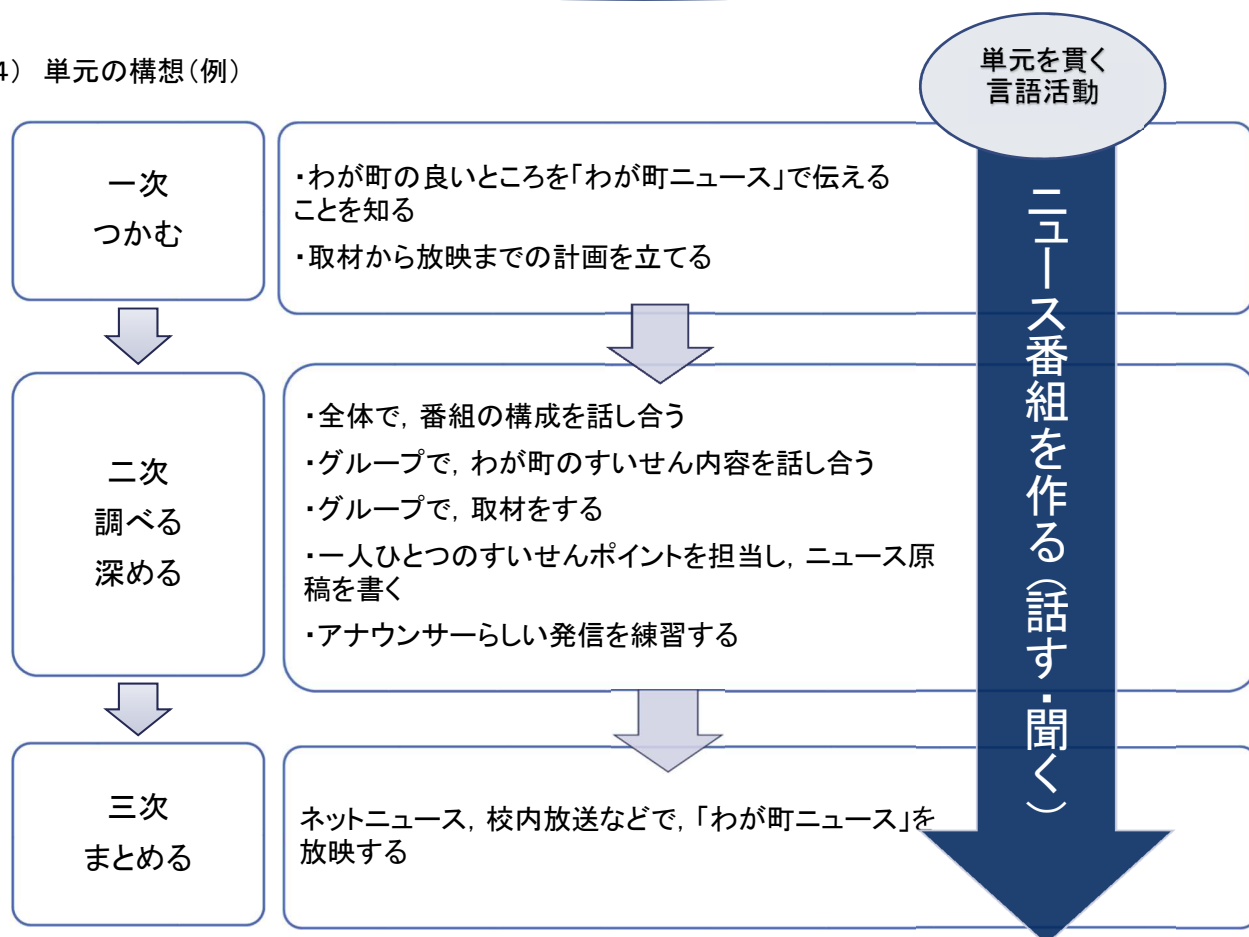 4） 単元の構想（例）
単元を貫く
言語活動
一次
つかむ
・わが町の良いところを「わが町ニュース」で伝える
ことを知る
・取材から放映までの計画を立てる
二次
調べる
深める
・全体で，番組の構成を話し合う
・グループで，わが町のすいせん内容を話し合う
・グループで，取材をする
・一人ひとつのすいせんポイントを担当し，ニュース原
稿を書く
・アナウンサーらしい発信を練習する
三次
まとめる
ネットニュース，校内放送などで，「わが町ニュース」を
放映する
ニュース番組を作る（話す・聞く）